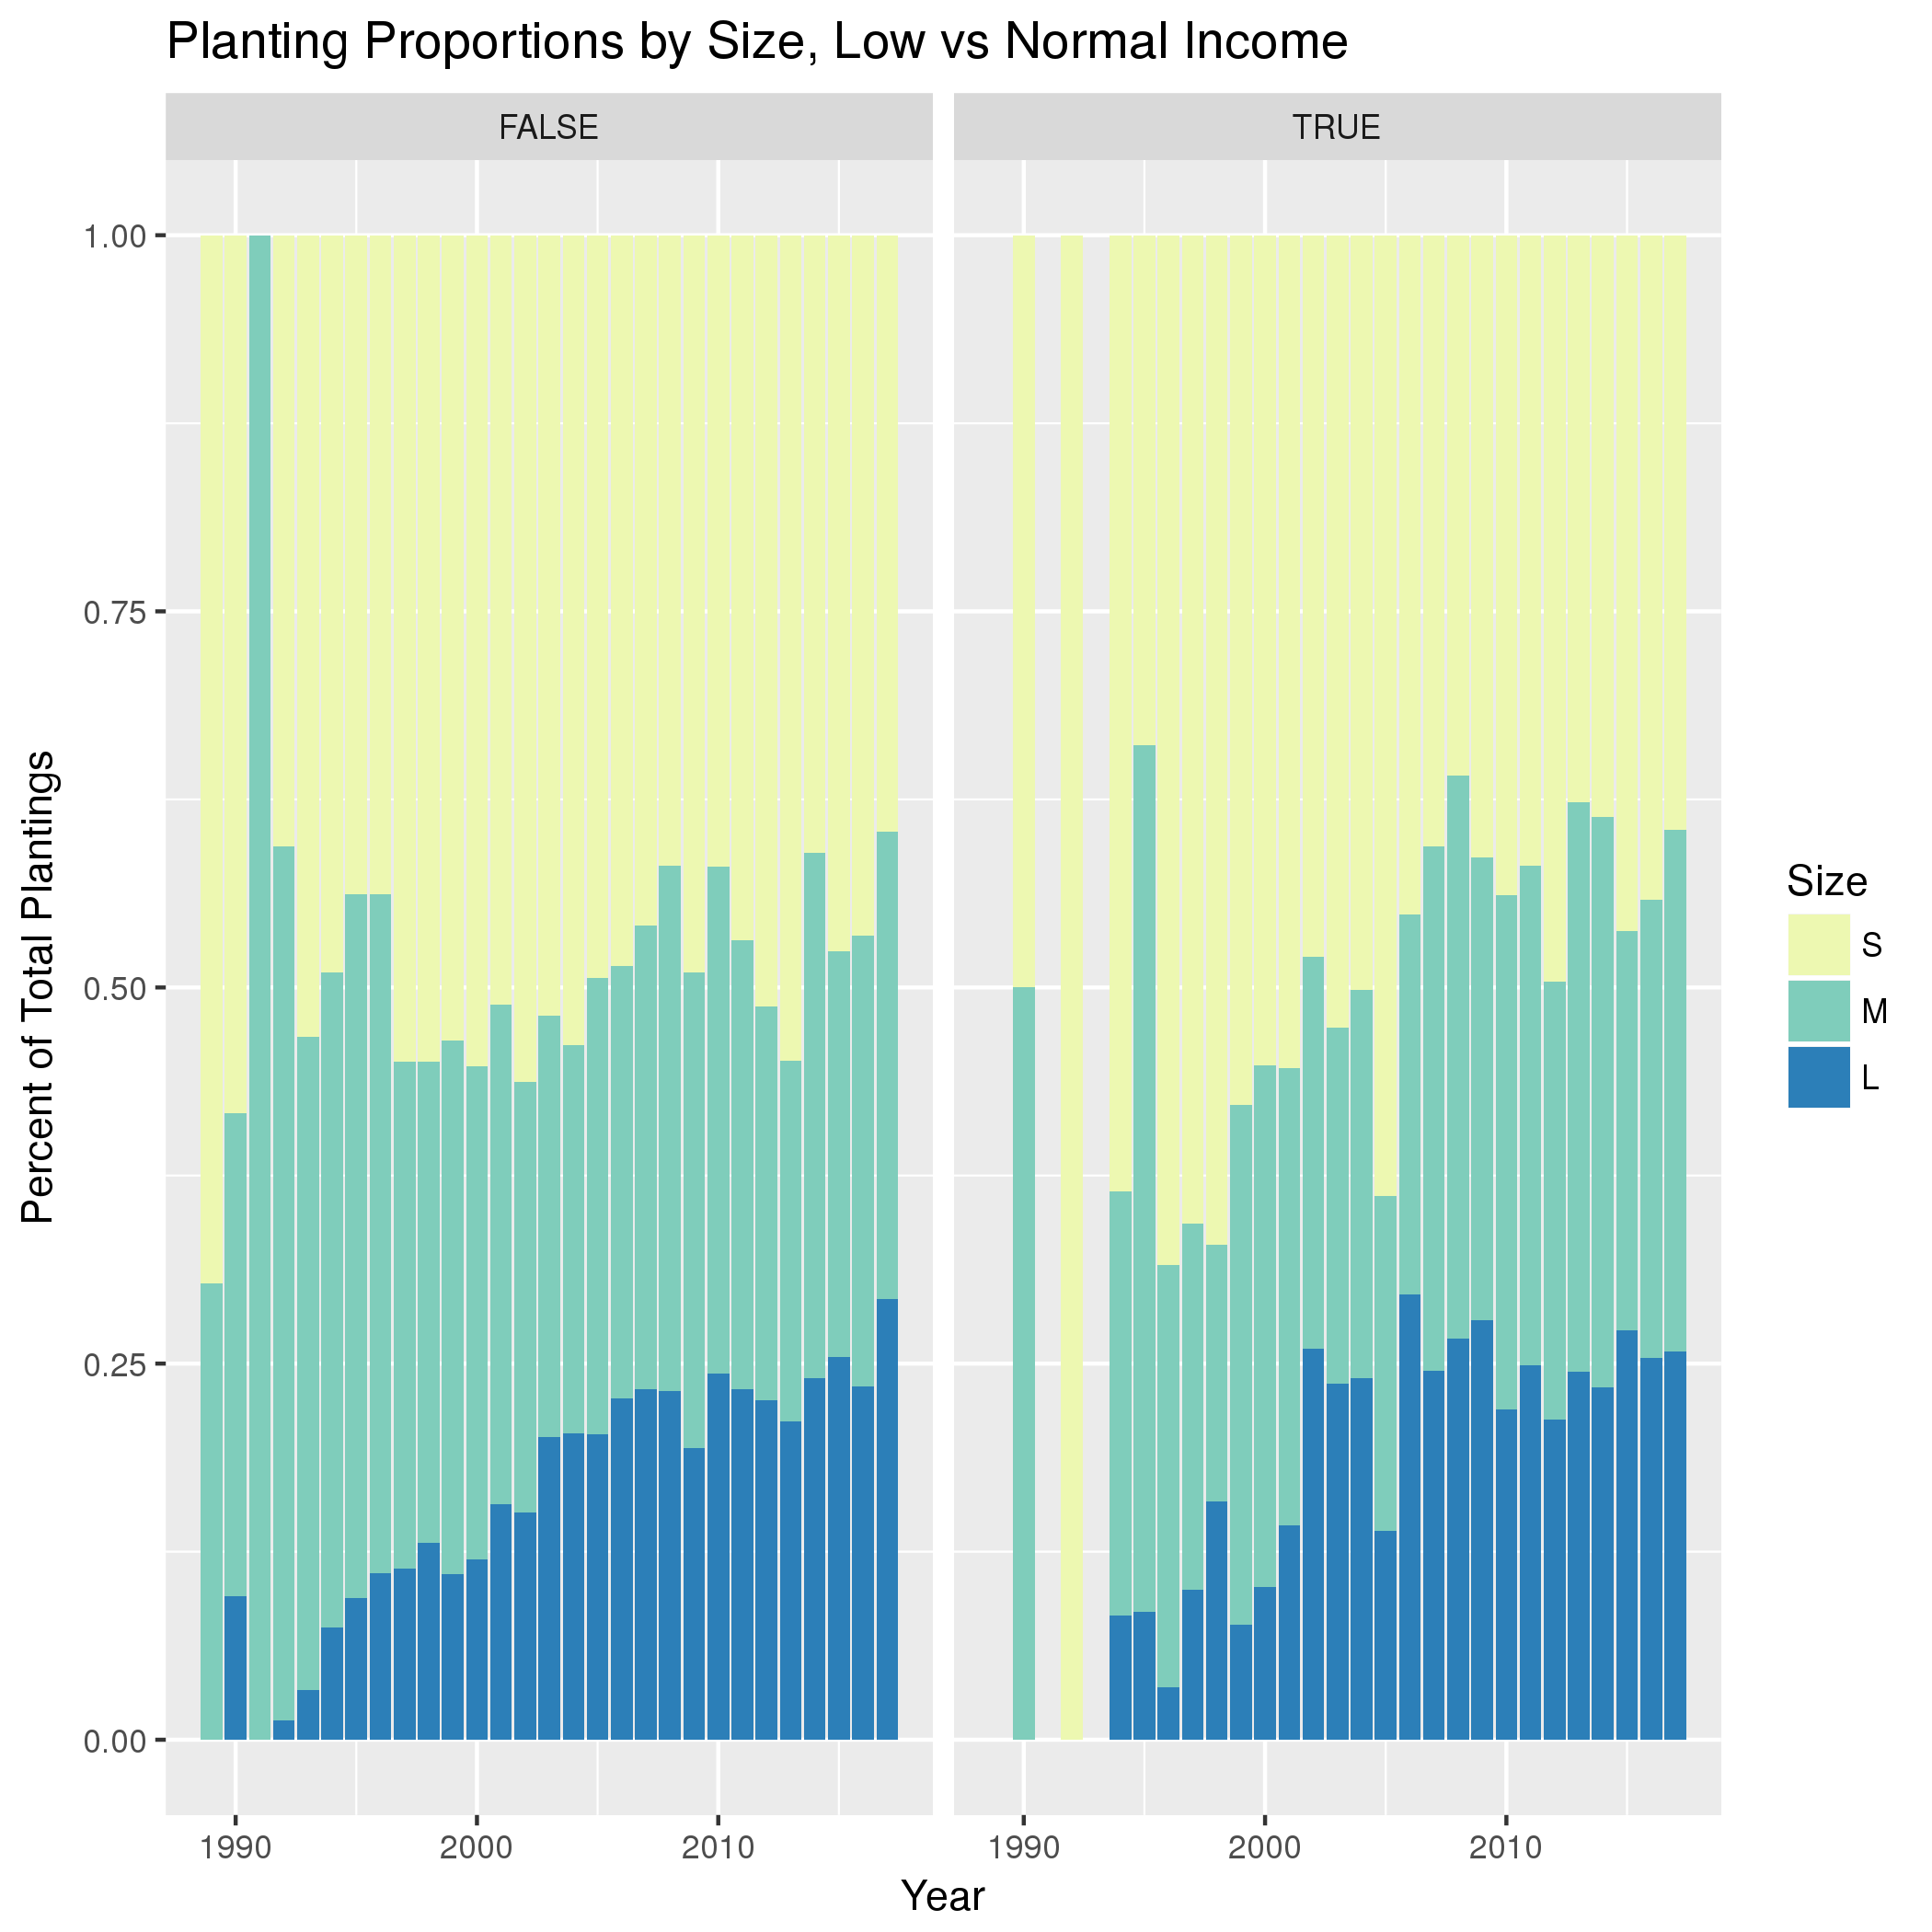 Planting Proportions by Size, Low vs Normal Income
FALSE
TRUE
1.00
0.75
0.50
0.25
0.00
Percent of Total Plantings
1990
2000
2010
1990
2000
2010
Year
Size
S
M
L